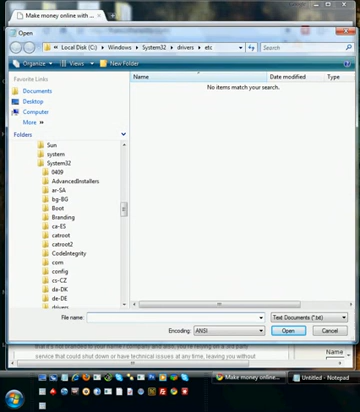 Make money online with ...
Open
Local Disk (C:) Windows System32 drivers etc
Search
Organize Views New Folder
Favorite Links
Documents
Desktop
Computer
More »
Folders
Sun
system
System32
0409
AdvancedInstallers
ar-SA
bg-BG
Boot
Branding
ca-ES
catroot
catroot2
CodeIntegrity
com
config
cs-CZ
da-DK
de-DE
drivers
Name Date modified Type
No items match your search.
File name: Text Documents (*.txt)
Encoding: ANSI Open Cancel
service that could shut down or have technical issues at any time, leaving you without
Name
Make money online... Untitled - Notepad